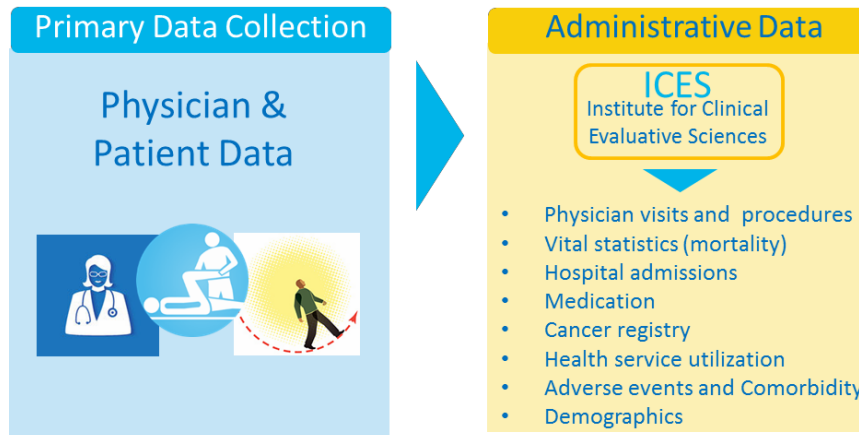 Primary Data Collection
Physician &
Patient Data
Administrative Data
ICES
Institute for Clinical
Evaluative Sciences
• Physician visits and procedures
• Vital statistics (mortality)
• Hospital admissions
• Medication
• Cancer registry
• Health service utilization
• Adverse events and Comorbidity
• Demographics